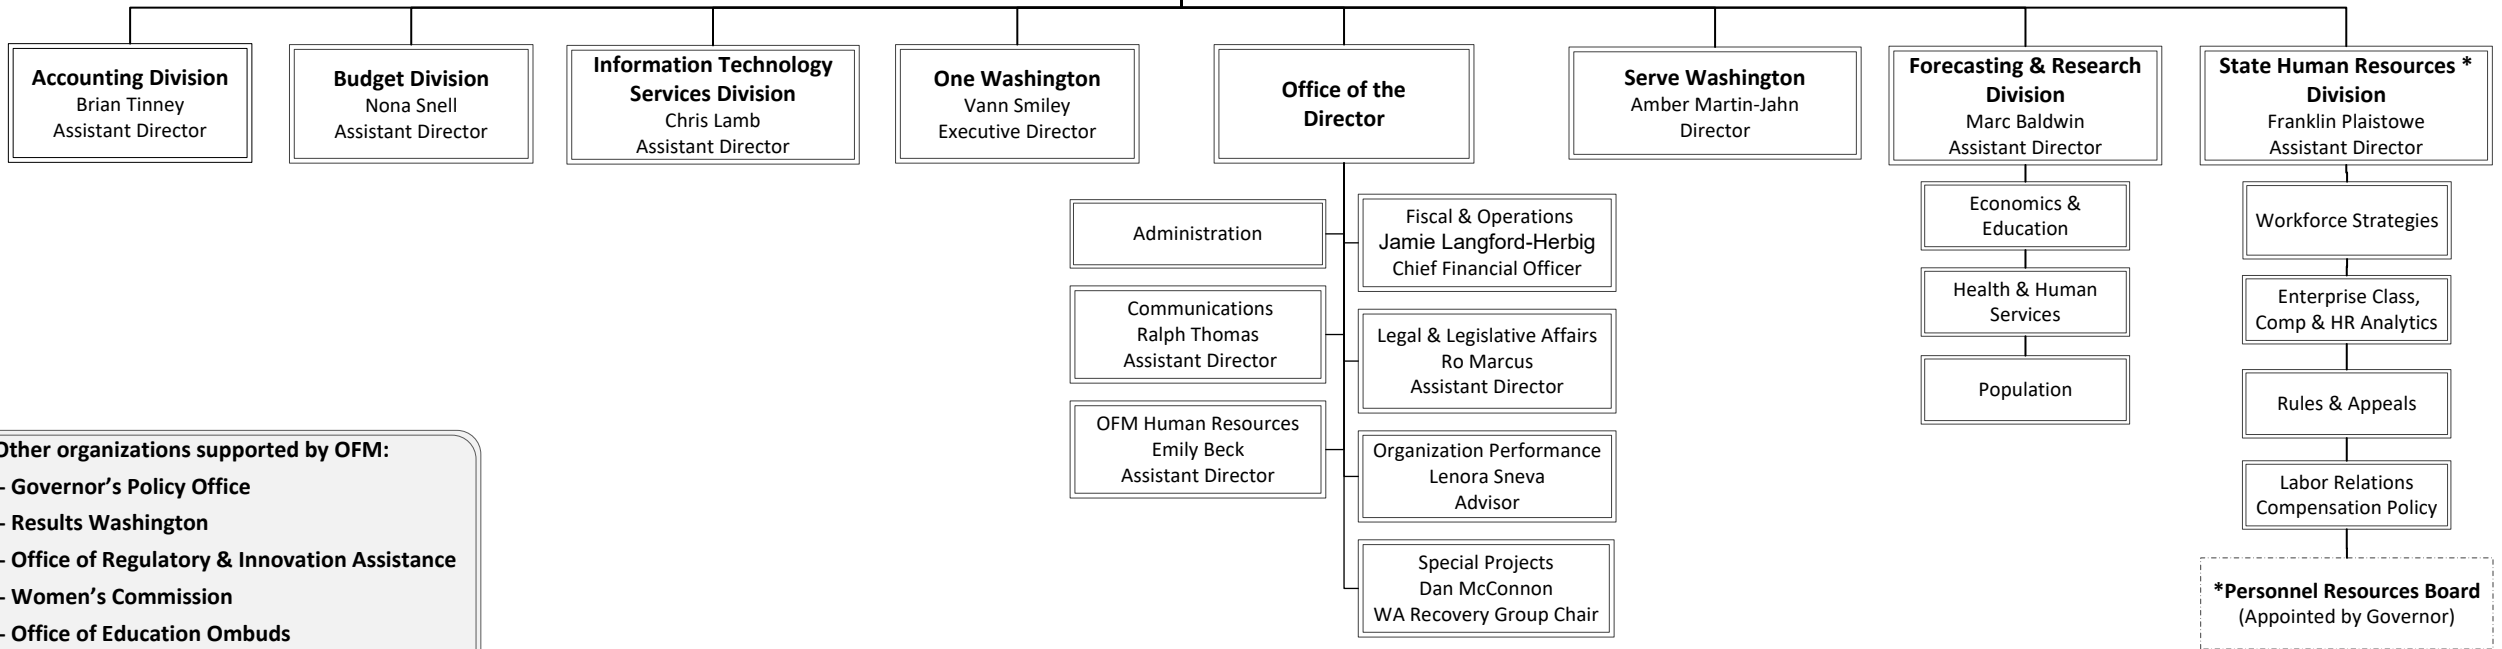 Accounting Division
Brian Tinney
Assistant Director
Budget Division
Nona Snell
Assistant Director
Information Technology
Services Division
Chris Lamb
Assistant Director
One Washington
Vann Smiley
Executive Director
Office of the
Director
Serve Washington
Amber Martin-Jahn
Director
Forecasting & Research
Division
Marc Baldwin
Assistant Director
State Human Resources *
Division
Franklin Plaistowe
Assistant Director
Administration
Communications
Ralph Thomas
Assistant Director
OFM Human Resources
Emily Beck
Assistant Director
Fiscal & Operations
Jamie Langford-Herbig
Chief Financial Officer
Legal & Legislative Affairs
Ro Marcus
Assistant Director
Organization Performance
Lenora Sneva
Advisor
Special Projects
Dan McConnon
WA Recovery Group Chair
Economics &
Education
Health & Human
Services
Population
Workforce Strategies
Enterprise Class,
Comp & HR Analytics
Rules & Appeals
Labor Relations
Compensation Policy
*Personnel Resources Board
(Appointed by Governor)
Other organizations supported by OFM:
- Governor's Policy Office
- Results Washington
- Office of Regulatory & Innovation Assistance
- Women's Commission
- Office of Education Ombuds